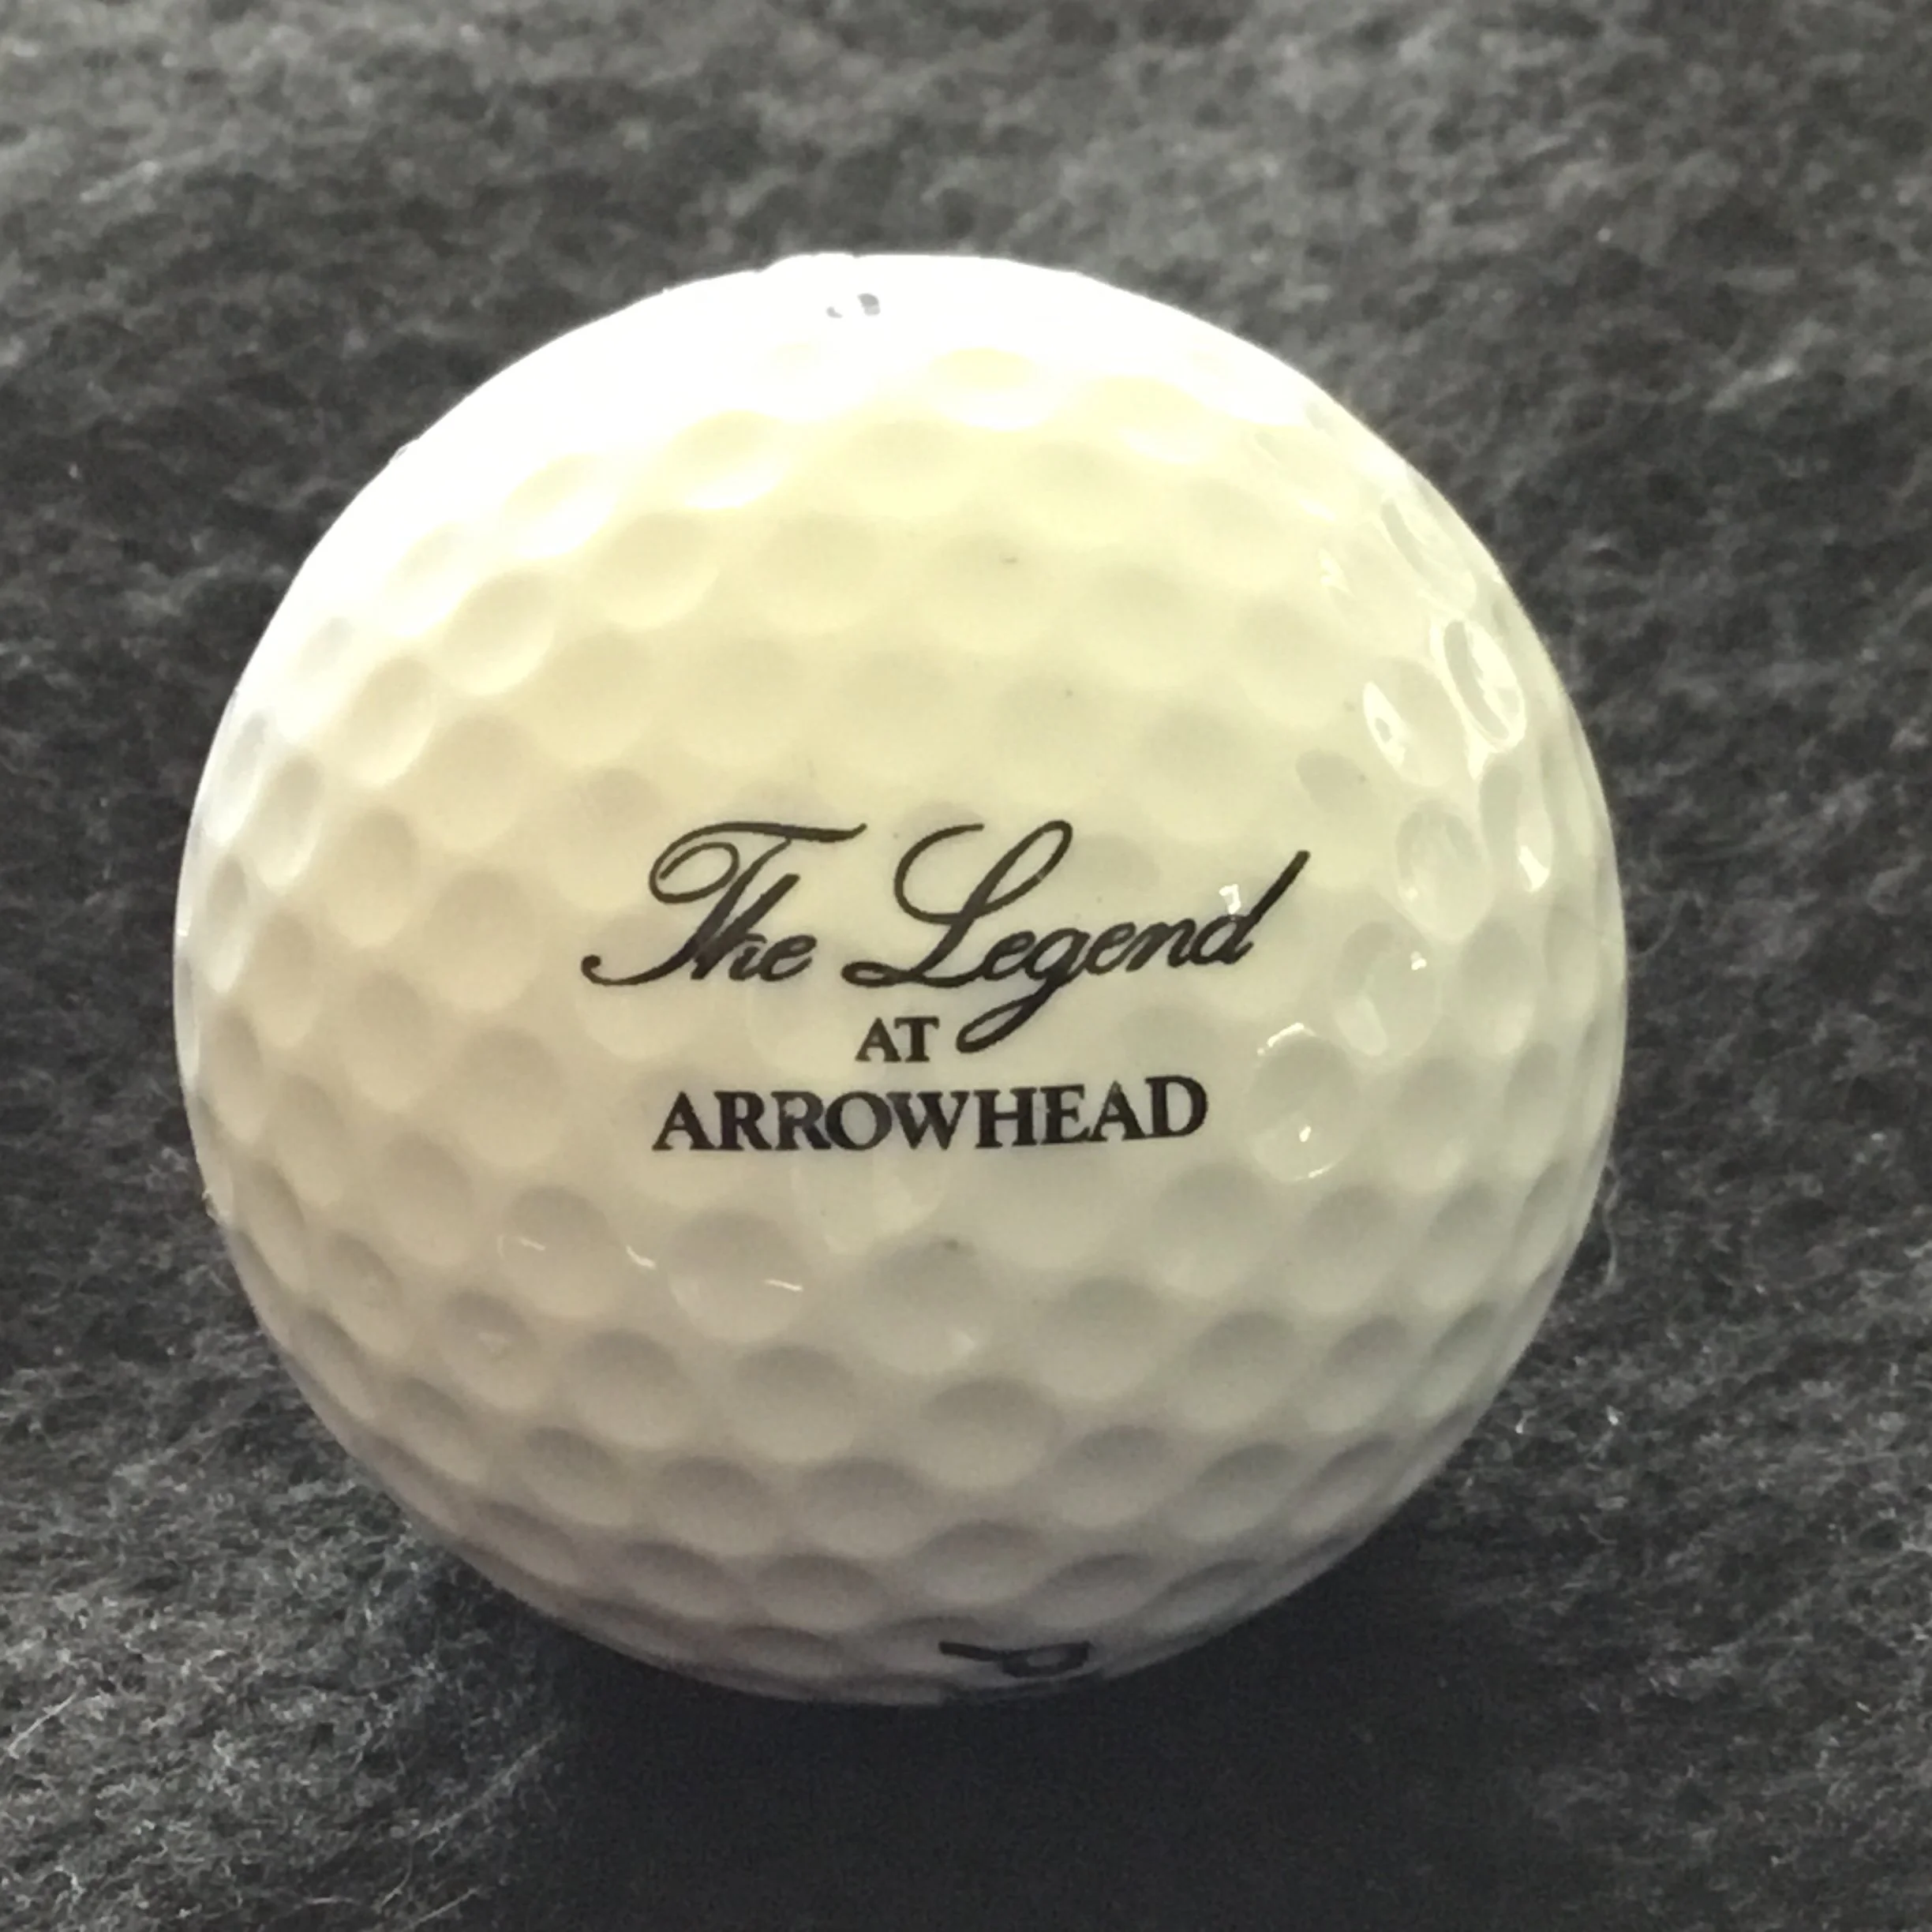 The Legend
AT
ARROWHEAD